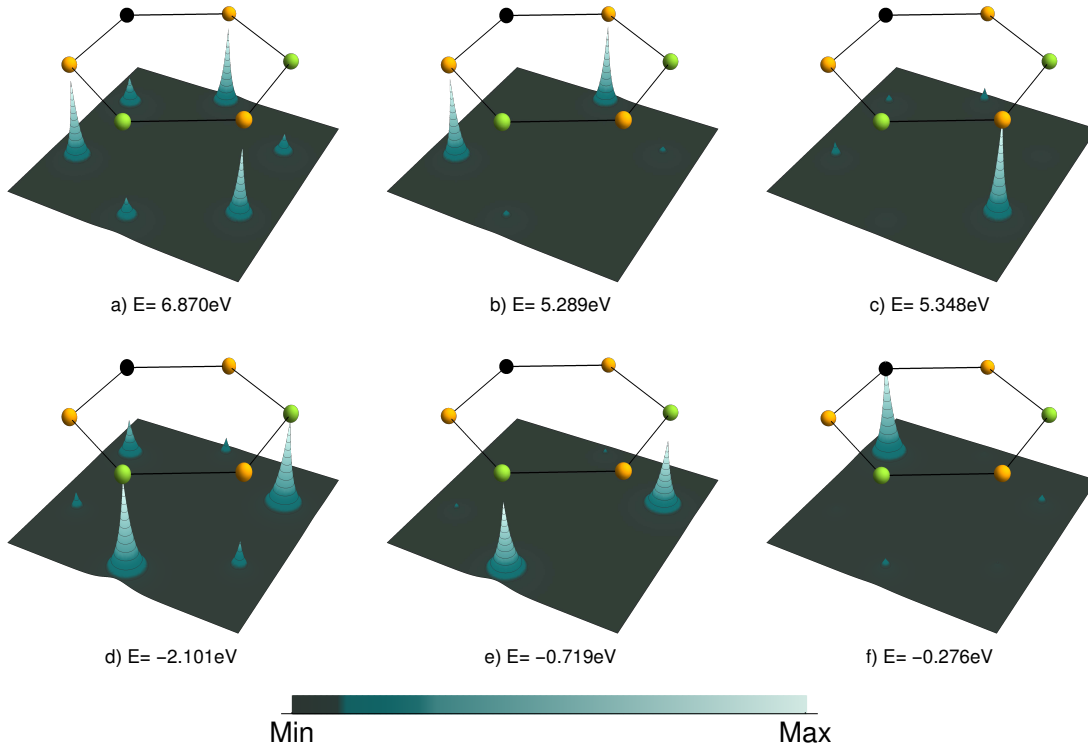 a) E= 6.870eV
b) E= 5.289eV
c) E= 5.348eV
d) E= −2.101eV
e) E= −0.719eV
f) E= −0.276eV
Min
Max